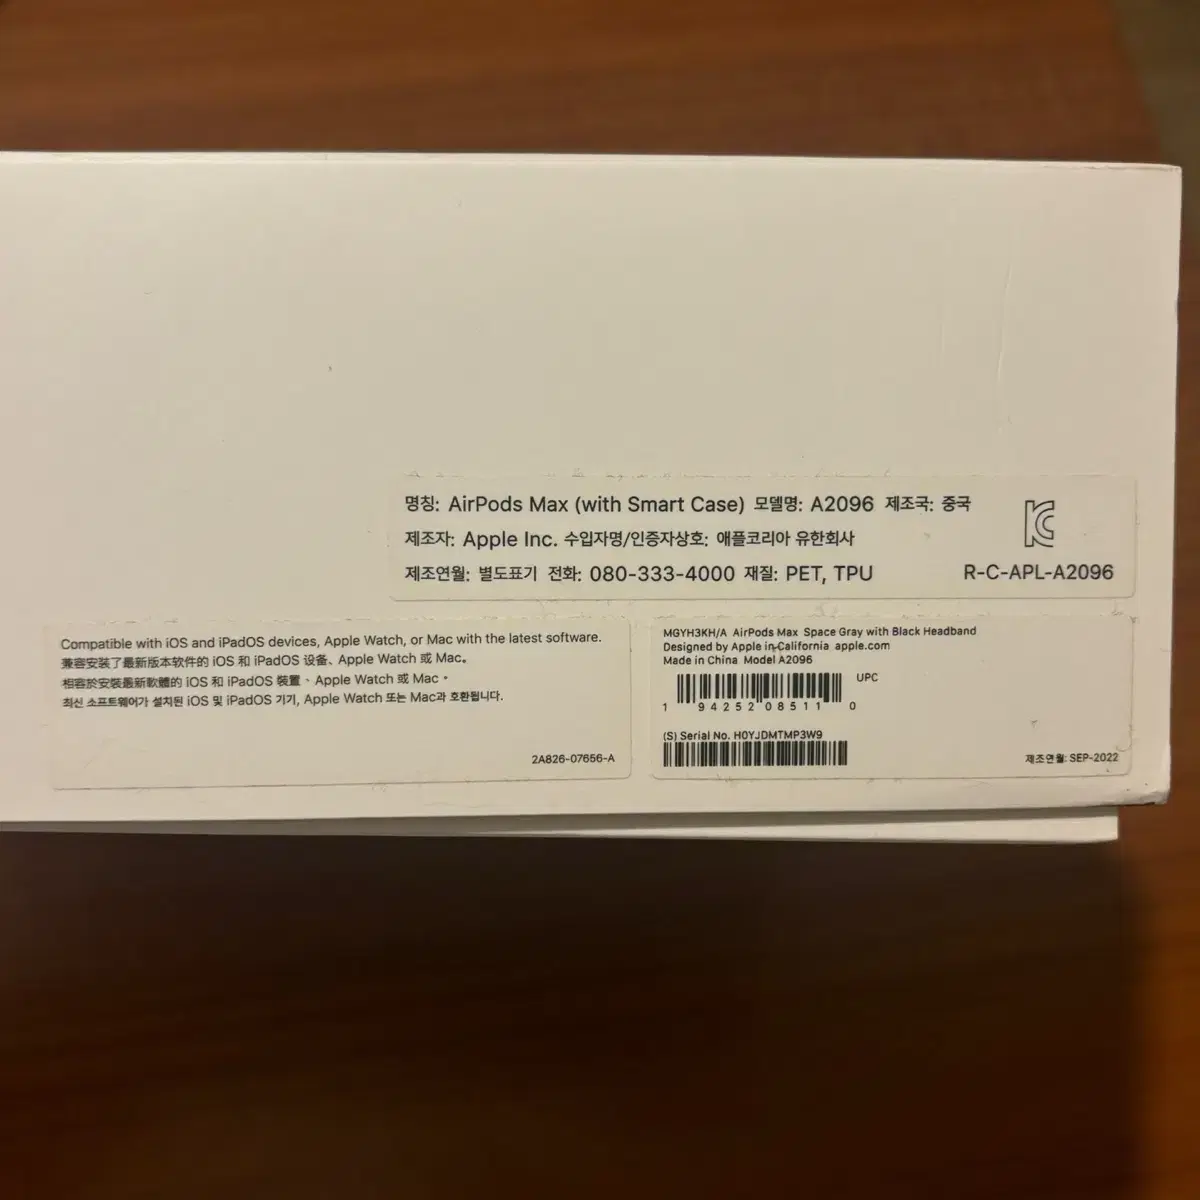 명칭: AirPods Max (with Smart Case) 모델명: A2096 제조국: 중국
제조자: Apple Inc. 수입자명/인증자상호: 애플코리아 유한회사
제조연월: 별도표기 전화: 080-333-4000 재질: PET, TPU
R-C-APL-A2096
Compatible with iOS and iPadOS devices, Apple Watch, or Mac with the latest software.
兼容安装了最新版本软件的 iOS 和 iPadOS 设备、Apple Watch 或 Mac。
相容於安裝最新軟體的 iOS 和 iPadOS 裝置、Apple Watch 或 Mac。
최신 소프트웨어가 설치된 iOS 및 iPadOS 기기, Apple Watch 또는 Mac과 호환됩니다.
2A826-07656-A
MGYH3KH/A AirPods Max Space Gray with Black Headband
Designed by Apple in California apple.com
Made in China Model A2096
UPC
1 94252 08511 0
(S) Serial No. H0YJDMTMP3W9
제조연월: SEP-2022